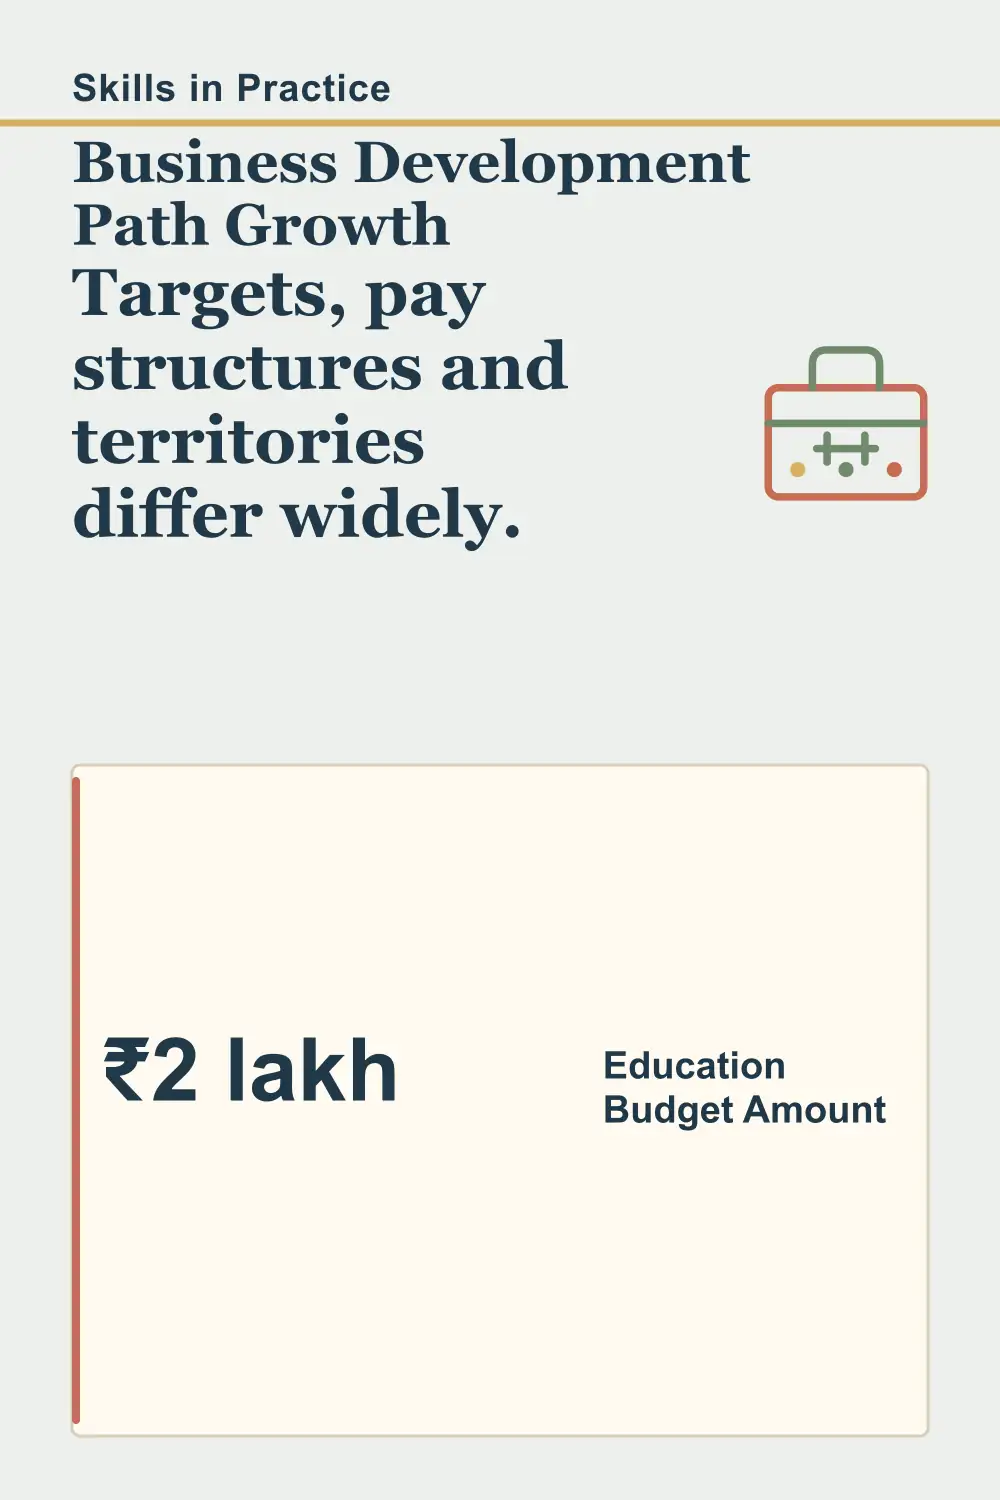 Skills in Practice
Business Development
Path Growth
Targets, pay
structures and
territories
differ widely.
₹2 lakh
Education
Budget Amount